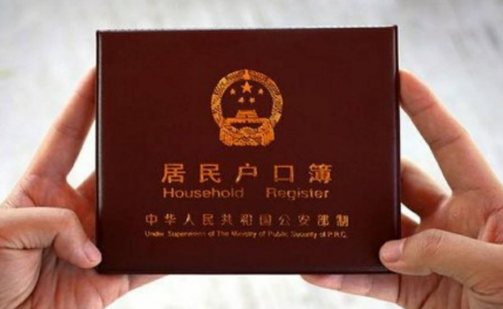 居民户口簿
Household Register
中华人民共和国公安部制
Under Supervision of The Ministry of Public Security of P.R.C.